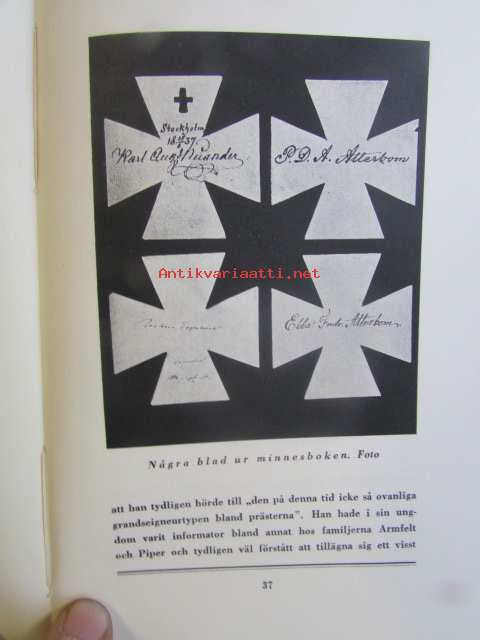 Stockholm
18 37
Karl Aug. Nicander
P. D. A. Atterbom
Antikvariaatti.net
Ebba Atterbom
Några blad ur minnesboken. Foto
att han tydligen hörde till „den på denna tid icke så ovanliga
grandseigneurtypen bland prästerna”. Han hade i sin ung-
dom varit informator bland annat hos familjerna Armfelt
och Piper och tydligen väl förstått att tillägna sig ett visst
37